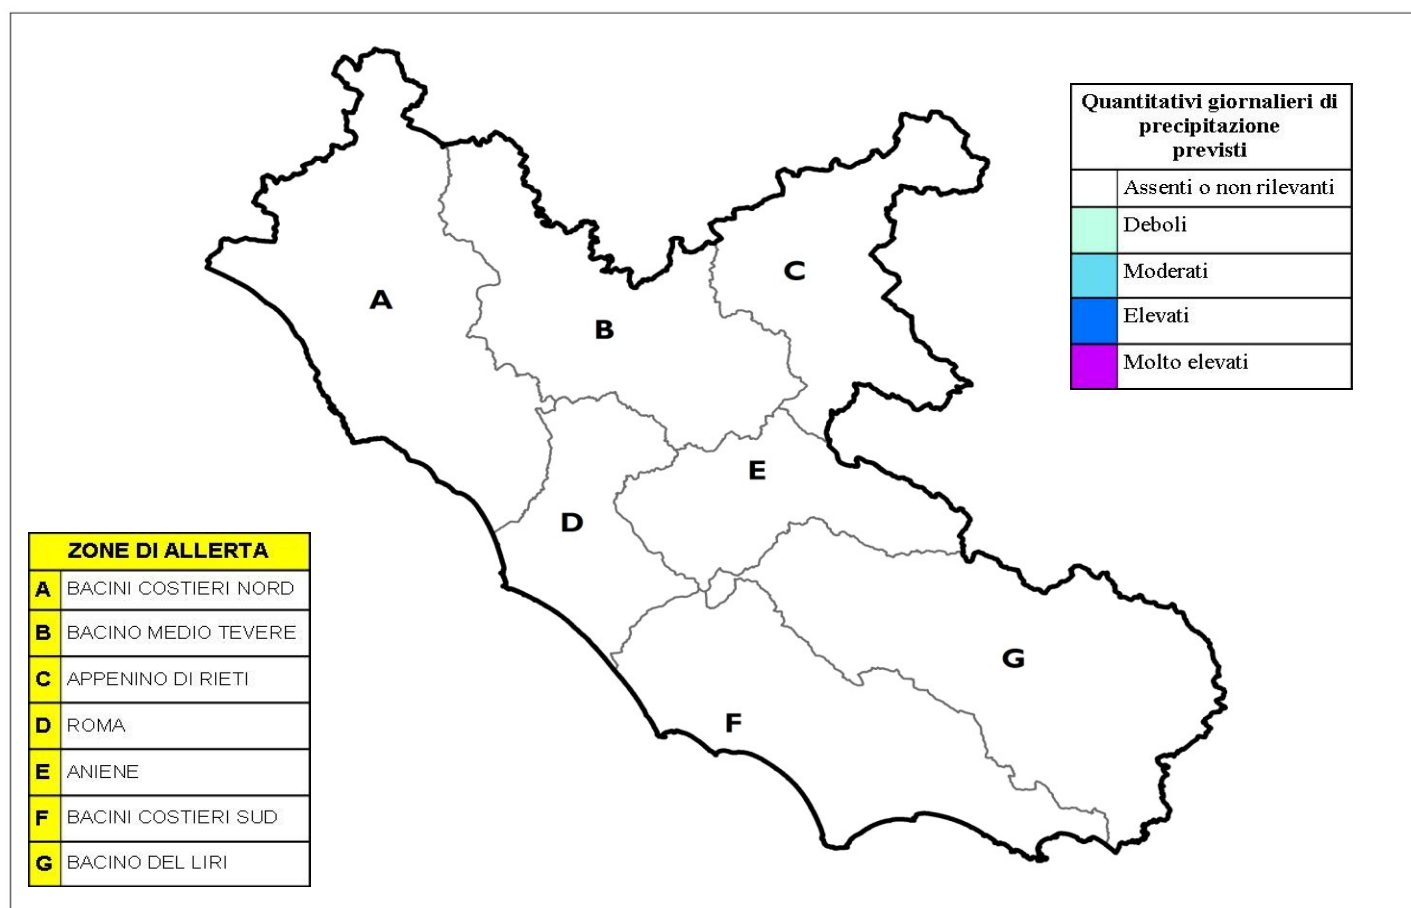 Quantitativi giornalieri di
precipitazione
previsti
Assenti o non rilevanti
Deboli
Moderati
Elevati
Molto elevati
A
B
C
D
E
F
G
ZONE DI ALLERTA
A BACINI COSTIERI NORD
B BACINO MEDIO TEVERE
C APPENINO DI RIETI
D ROMA
E ANIENE
F BACINI COSTIERI SUD
G BACINO DEL LIRI